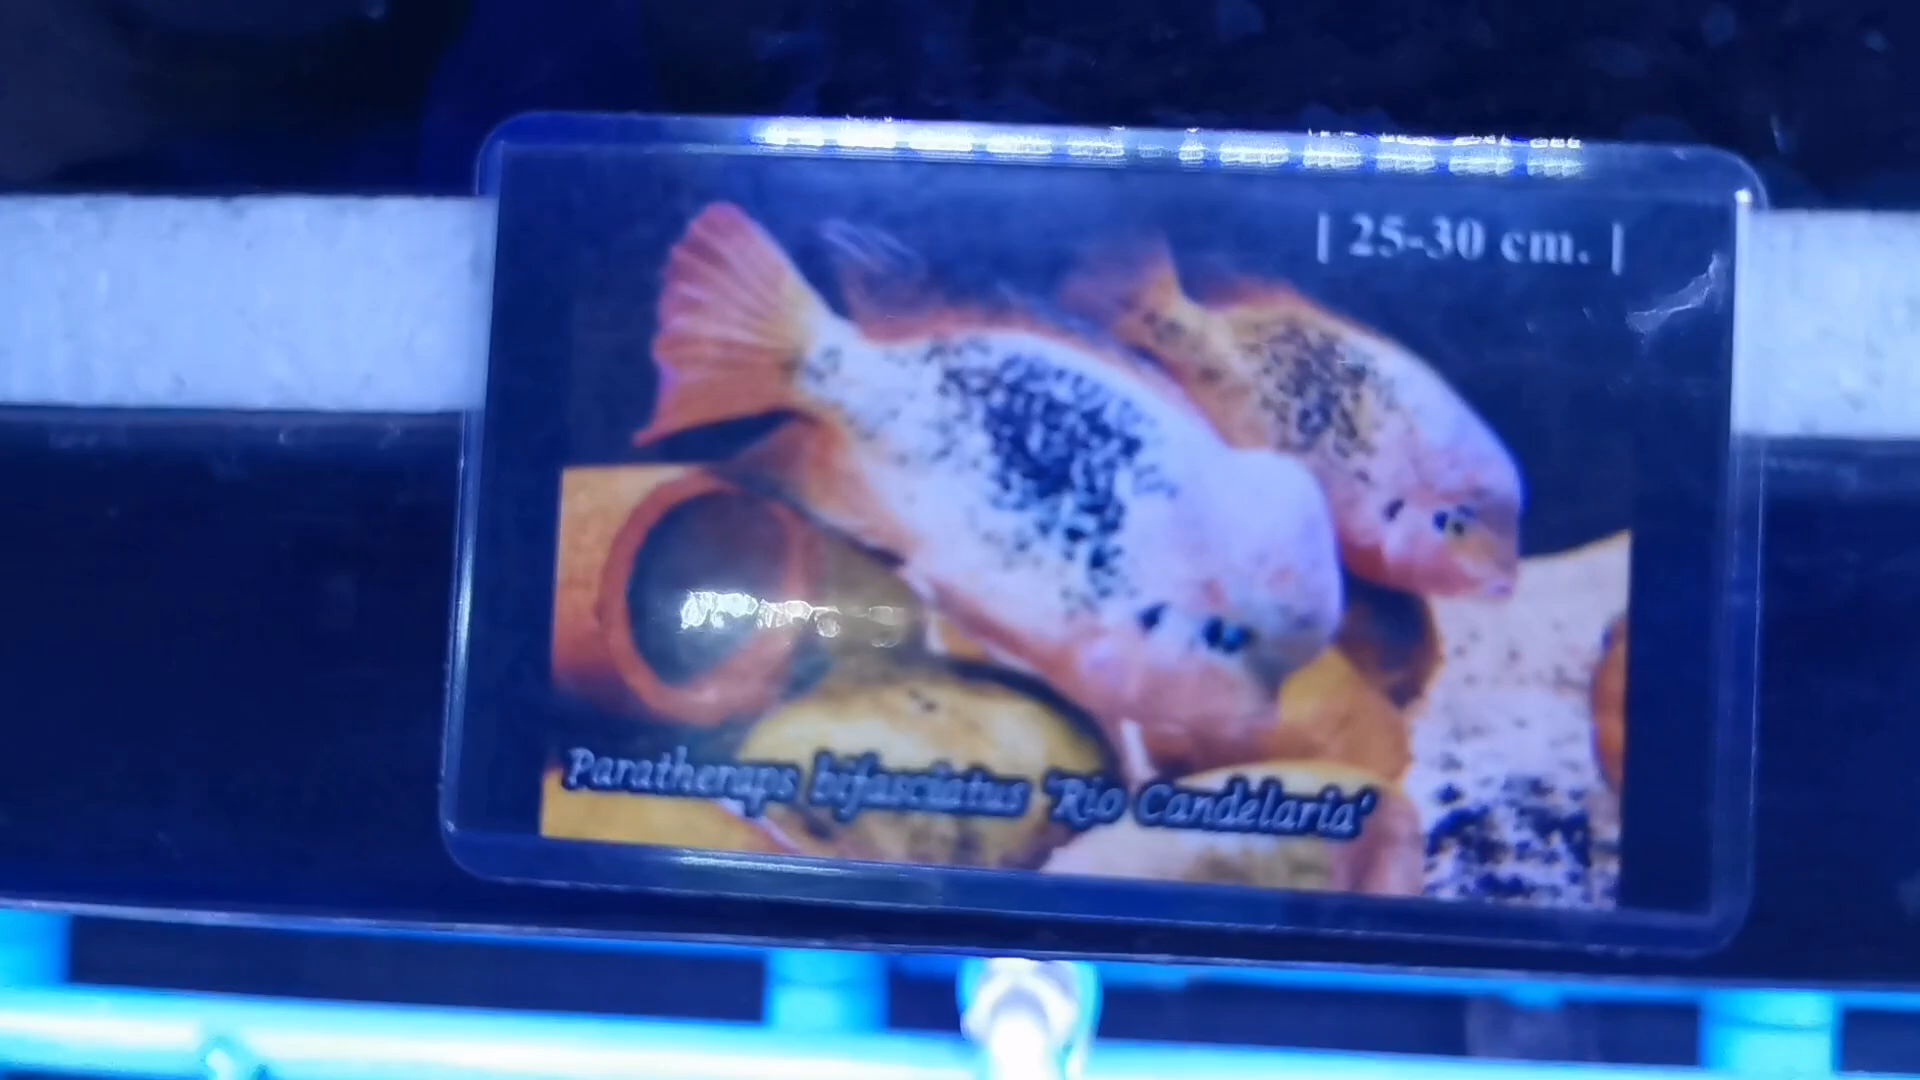 | 25-30 cm. |
Paratheraps bifasciatus 'Rio Candelaria'